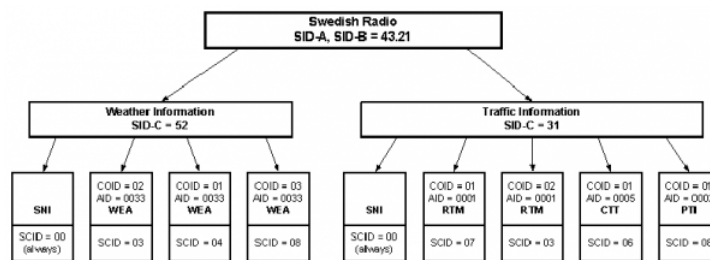 Swedish Radio
SID-A, SID-B = 43.21
Weather Information
SID-C = 52
Traffic Information
SID-C = 31
SNI
SCID = 00
(always)
COID = 02
AID = 0033
WEA
SCID = 03
COID = 01
AID = 0033
WEA
SCID = 04
COID = 03
AID = 0033
WEA
SCID = 08
SNI
SCID = 00
(always)
COID = 01
AID = 0001
RTM
SCID = 07
COID = 02
AID = 0001
RTM
SCID = 03
COID = 01
AID = 0005
CTT
SCID = 06
COID = 01
PTI